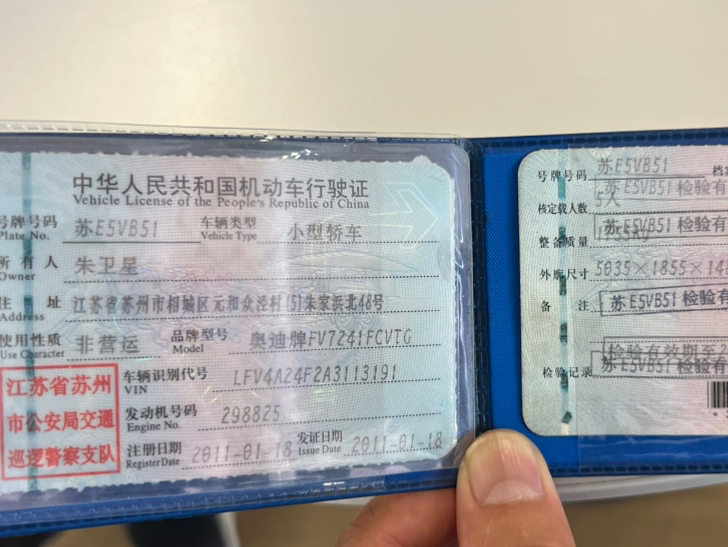 中华人民共和国机动车行驶证
Vehicle License of the People's Republic of China
号牌号码 苏E5VB51 车辆类型 小型轿车
Plate No. Vehicle Type
所有人 朱卫星
Owner
住址 江苏省苏州市相城区元和众泾村(5)朱家浜北48号
Address
使用性质 非营运 品牌型号 奥迪牌FV7241FCVTG
Use Character Model
江苏省苏州
市公安局交通
巡逻警察支队
车辆识别代号 LFV4A24F2A3113191
VIN
发动机号码 298825
Engine No.
注册日期 2011-01-18 发证日期 2011-01-18
Register Date Issue Date
号牌号码 苏E5VB51
苏E5VB51 检验有
核定载人数 5人
苏E5VB51 检验有
整备质量
外廓尺寸 5035×1855×14
备注 苏E5VB51 检验有
检验有效期至2
检验记录 苏E5VB51 检验有